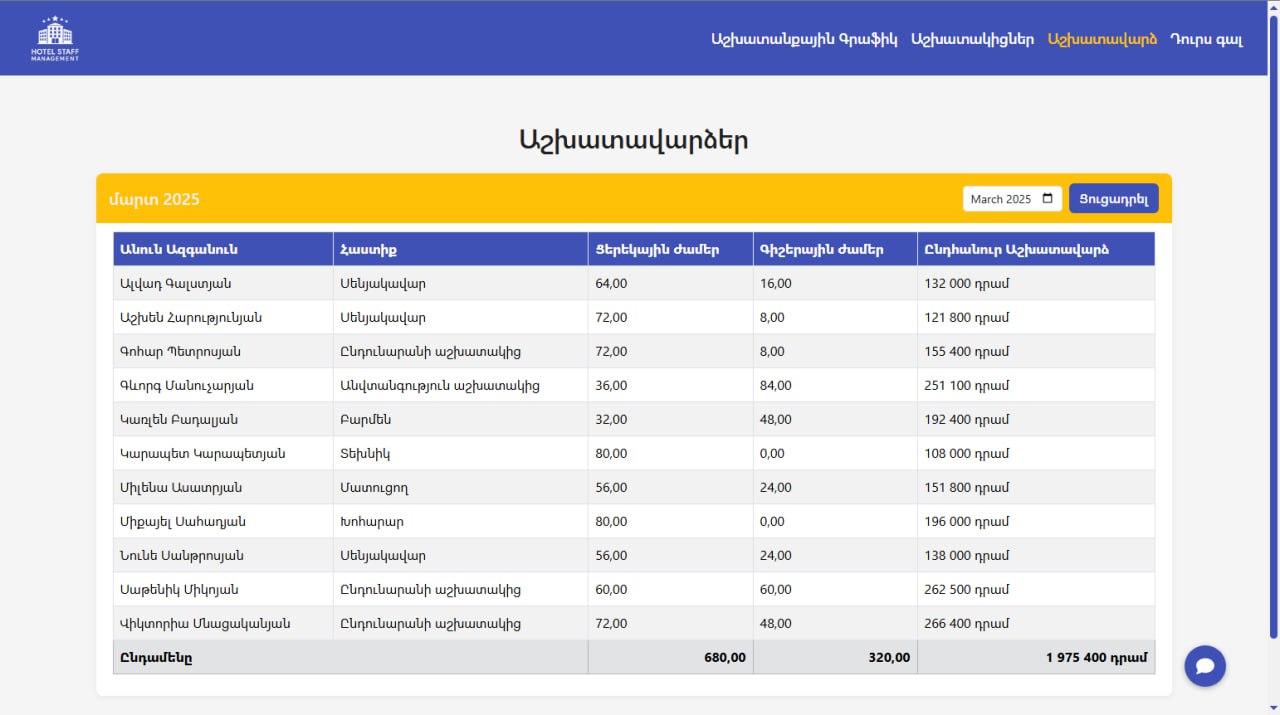 HOTEL STAFF
MANAGEMENT
Աշխատանքային Գրաֆիկ Աշխատակիցներ Աշխատավարձ Դուրս գալ
Աշխատավարձեր
մարտ 2025 March 2025 Ցուցադրել
Անուն Ազգանուն Հաստիք Ցերեկային Ժամեր Գիշերային Ժամեր Ընդհանուր Աշխատավարձ
Ալվադ Գալստյան Սենյակավար 64,00 16,00 132 000 դրամ
Աշխեն Հարությունյան Սենյակավար 72,00 8,00 121 800 դրամ
Գոհար Պետրոսյան Ընդունարանի աշխատակից 72,00 8,00 155 400 դրամ
Գևորգ Մանուչարյան Անվտանգություն աշխատակից 36,00 84,00 251 100 դրամ
Կառլեն Բադալյան Բարմեն 32,00 48,00 192 400 դրամ
Կարապետ Կարապետյան Տեխնիկ 80,00 0,00 108 000 դրամ
Միլենա Ասատրյան Մատուցող 56,00 24,00 151 800 դրամ
Միքայել Սահադյան Խոհարար 80,00 0,00 196 000 դրամ
Նունե Սանթրոսյան Սենյակավար 56,00 24,00 138 000 դրամ
Սաթենիկ Միկոյան Ընդունարանի աշխատակից 60,00 60,00 262 500 դրամ
Վիկտորիա Մնացականյան Ընդունարանի աշխատակից 72,00 48,00 266 400 դրամ
Ընդամենը 680,00 320,00 1 975 400 դրամ